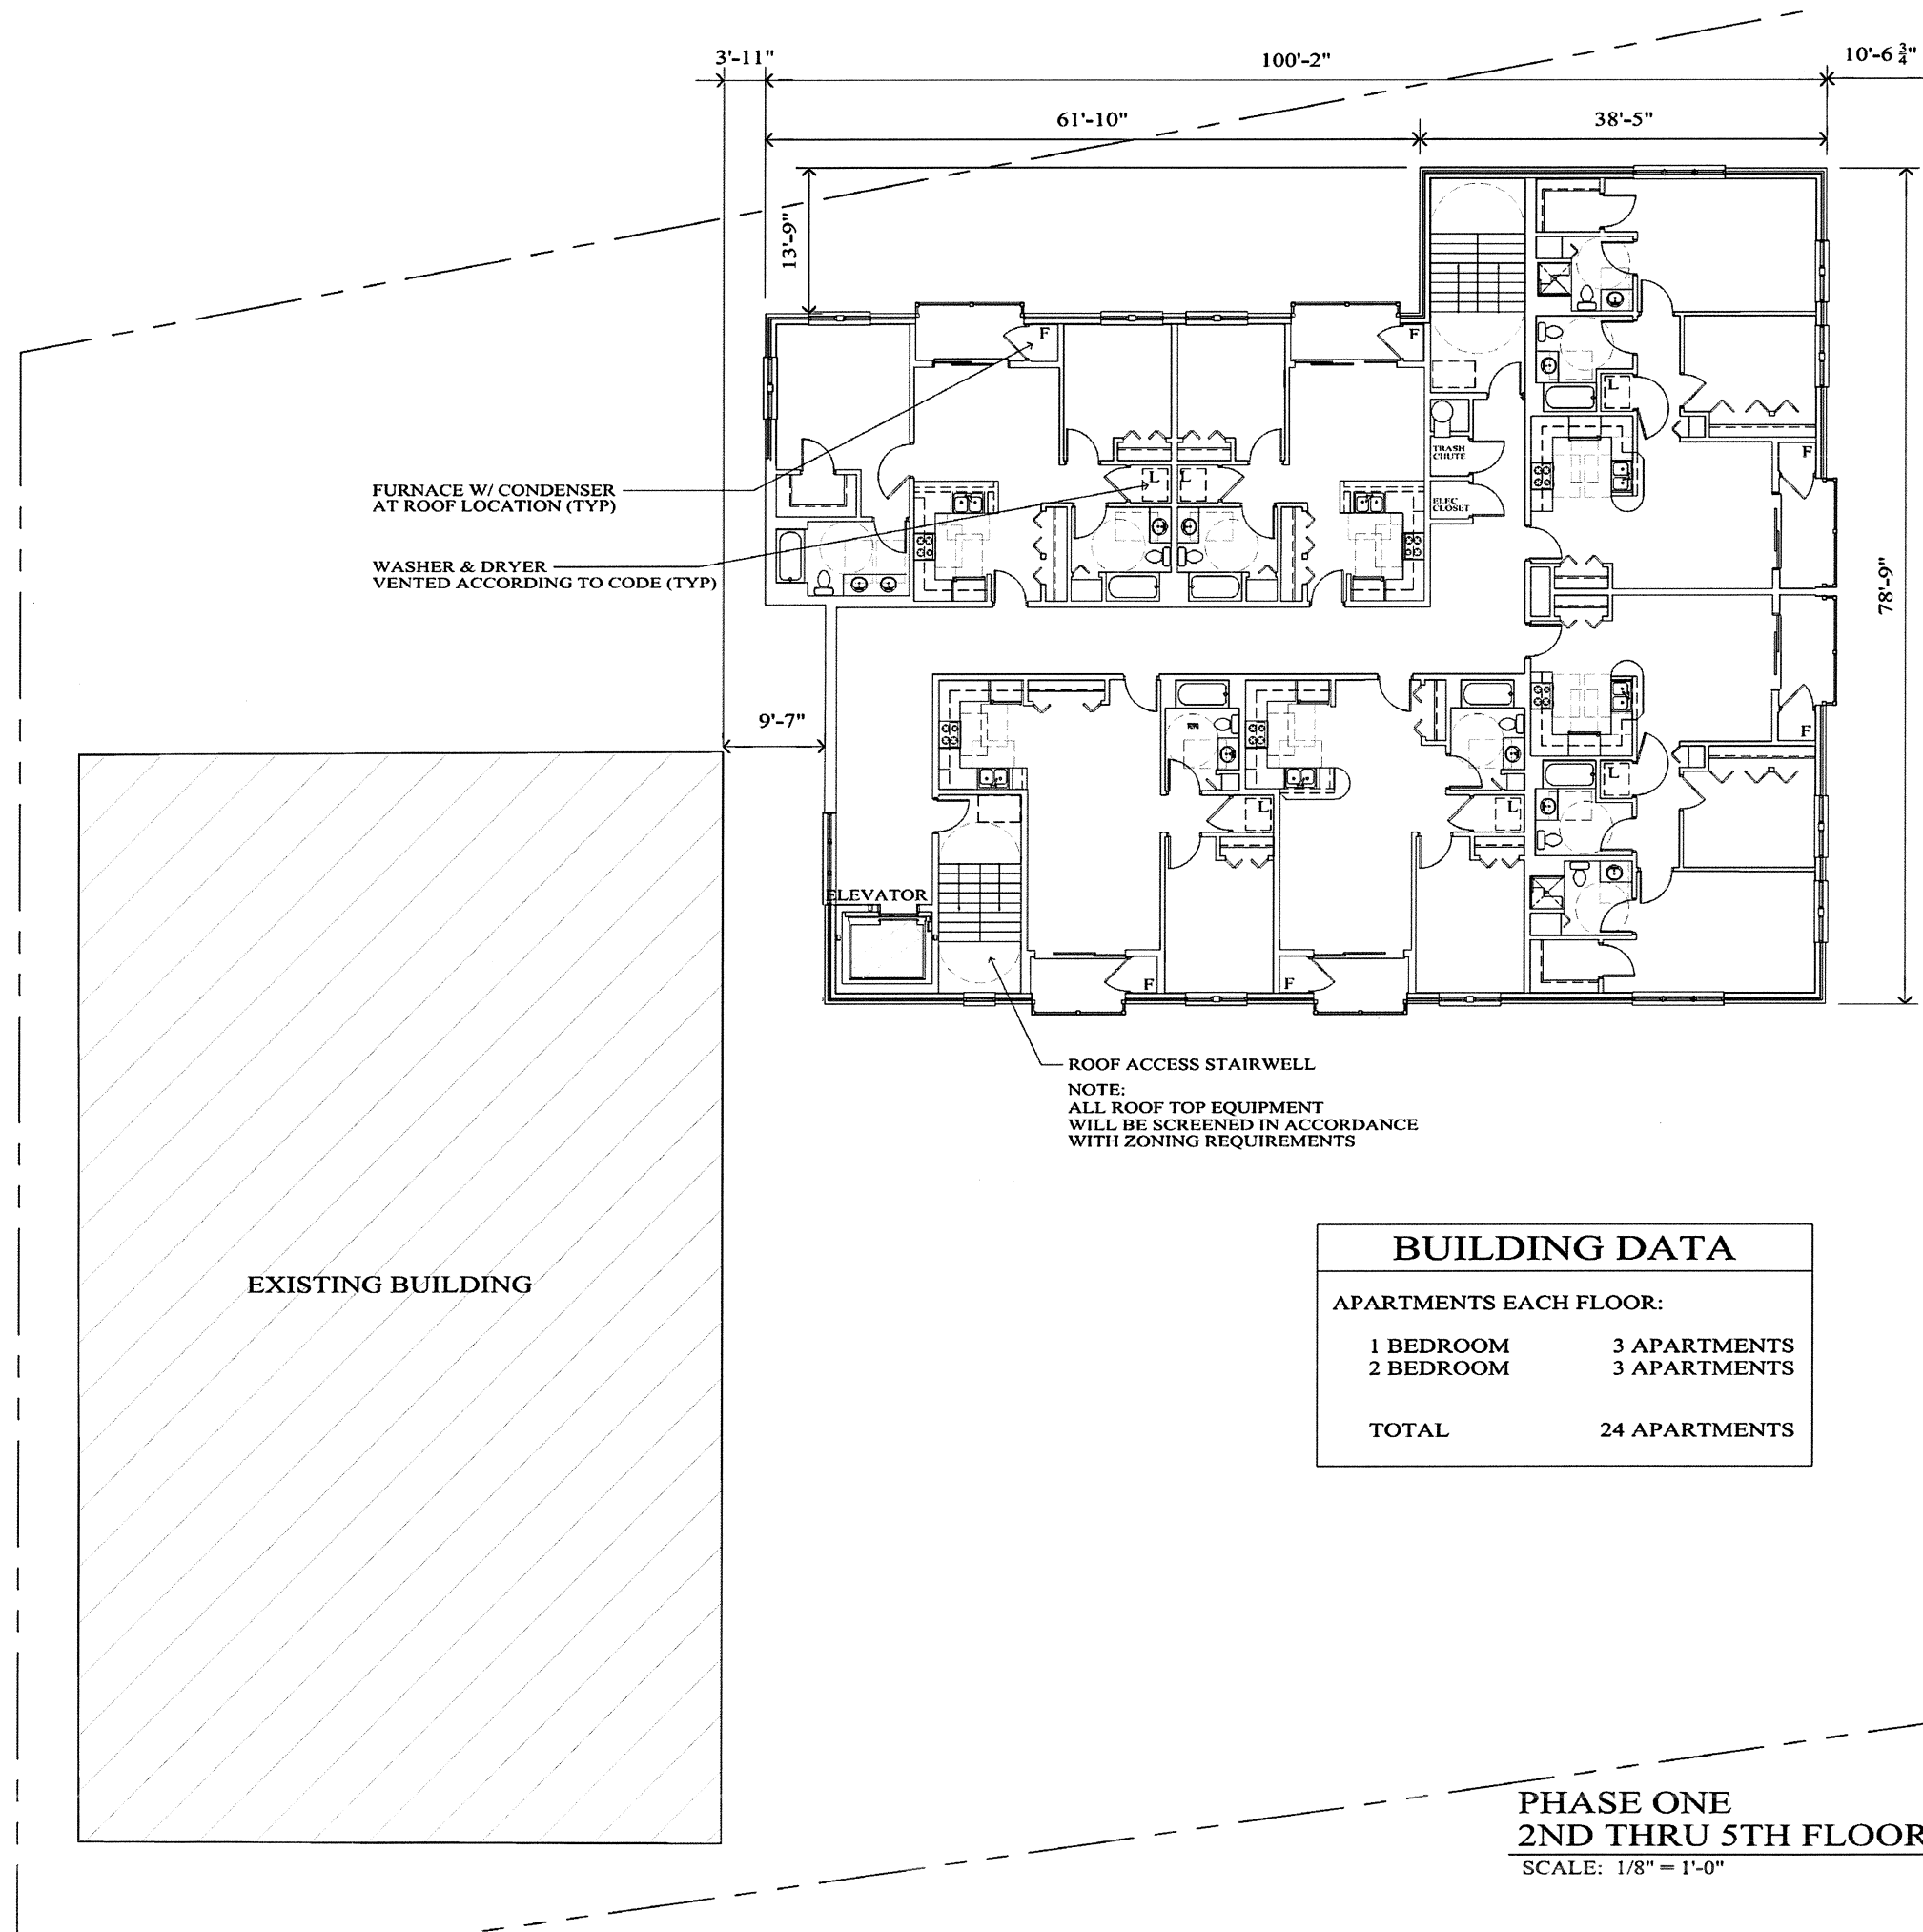 3'-11"
100'-2"
10'-6 3/4"
61'-10"
38'-5"
13'-9"
F
F
L
F
TRASH
CHUTE
FURNACE W/ CONDENSER
AT ROOF LOCATION (TYP)
L
L
ELEC
CLOSET
WASHER & DRYER
VENTED ACCORDING TO CODE (TYP)
78'-9"
9'-7"
F
L
L
L
ELEVATOR
F
F
ROOF ACCESS STAIRWELL
NOTE:
ALL ROOF TOP EQUIPMENT
WILL BE SCREENED IN ACCORDANCE
WITH ZONING REQUIREMENTS
BUILDING DATA
APARTMENTS EACH FLOOR:
1 BEDROOM 3 APARTMENTS
2 BEDROOM 3 APARTMENTS
TOTAL 24 APARTMENTS
EXISTING BUILDING
PHASE ONE
2ND THRU 5TH FLOOR
SCALE: 1/8" = 1'-0"